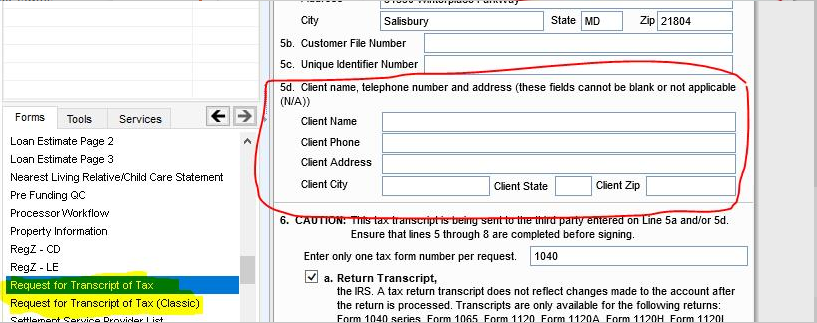 City Salisbury State MD Zip 21804
5b. Customer File Number
5c. Unique Identifier Number
5d. Client name, telephone number and address (these fields cannot be blank or not applicable
(N/A))
Client Name
Client Phone
Client Address
Client City Client State Client Zip
6. CAUTION: This tax transcript is being sent to the third party entered on Line 5a and/or 5d.
Ensure that lines 5 through 8 are completed before signing.
Enter only one tax form number per request. 1040
a. Return Transcript,
the IRS. A tax return transcript does not reflect changes made to the account after
the return is processed. Transcripts are only available for the following returns:
Form 1040 series, Form 1065, Form 1120, Form 1120A, Form 1120H, Form 1120L
Forms Tools Services
Loan Estimate Page 2
Loan Estimate Page 3
Nearest Living Relative/Child Care Statement
Pre Funding QC
Processor Workflow
Property Information
RegZ - CD
RegZ - LE
Request for Transcript of Tax
Request for Transcript of Tax (Classic)
Settlement Service Provider List